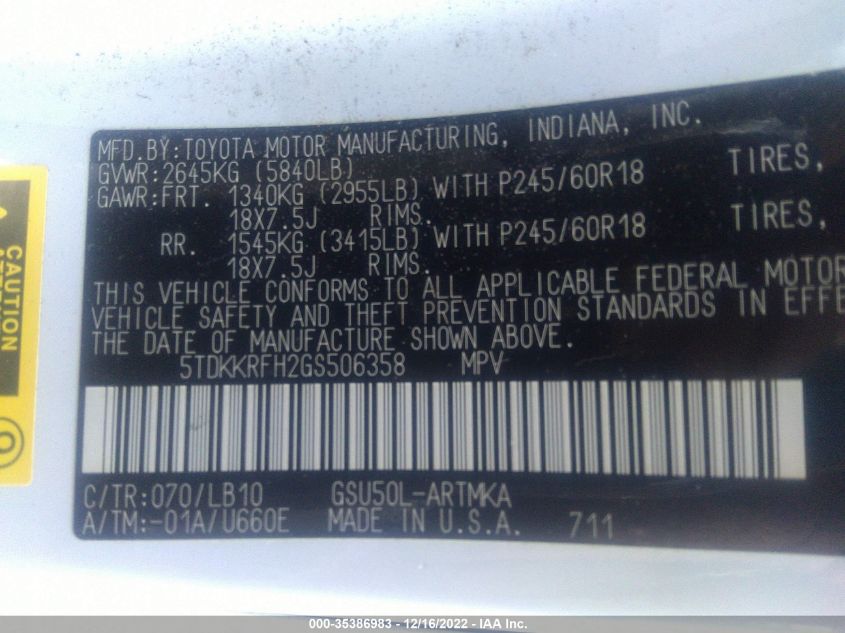 MFD.BY:TOYOTA MOTOR MANUFACTURING, INDIANA, INC.
GVWR:2645KG (5840LB)
GAWR:FRT. 1340KG (2955LB) WITH P245/60R18 TIRES,
18X7.5J RIMS.
RR. 1545KG (3415LB) WITH P245/60R18 TIRES,
18X7.5J RIMS.
THIS VEHICLE CONFORMS TO ALL APPLICABLE FEDERAL MOTOR
VEHICLE SAFETY AND THEFT PREVENTION STANDARDS IN EFFE
THE DATE OF MANUFACTURE SHOWN ABOVE.
5TDKKRFH2GS506358 MPV
C/TR:070/LB10 GSU50L-ARTMKA
A/TM:-01A/U660E MADE IN U.S.A. 711
CAUTION
000-35386983 - 12/16/2022 - IAA Inc.